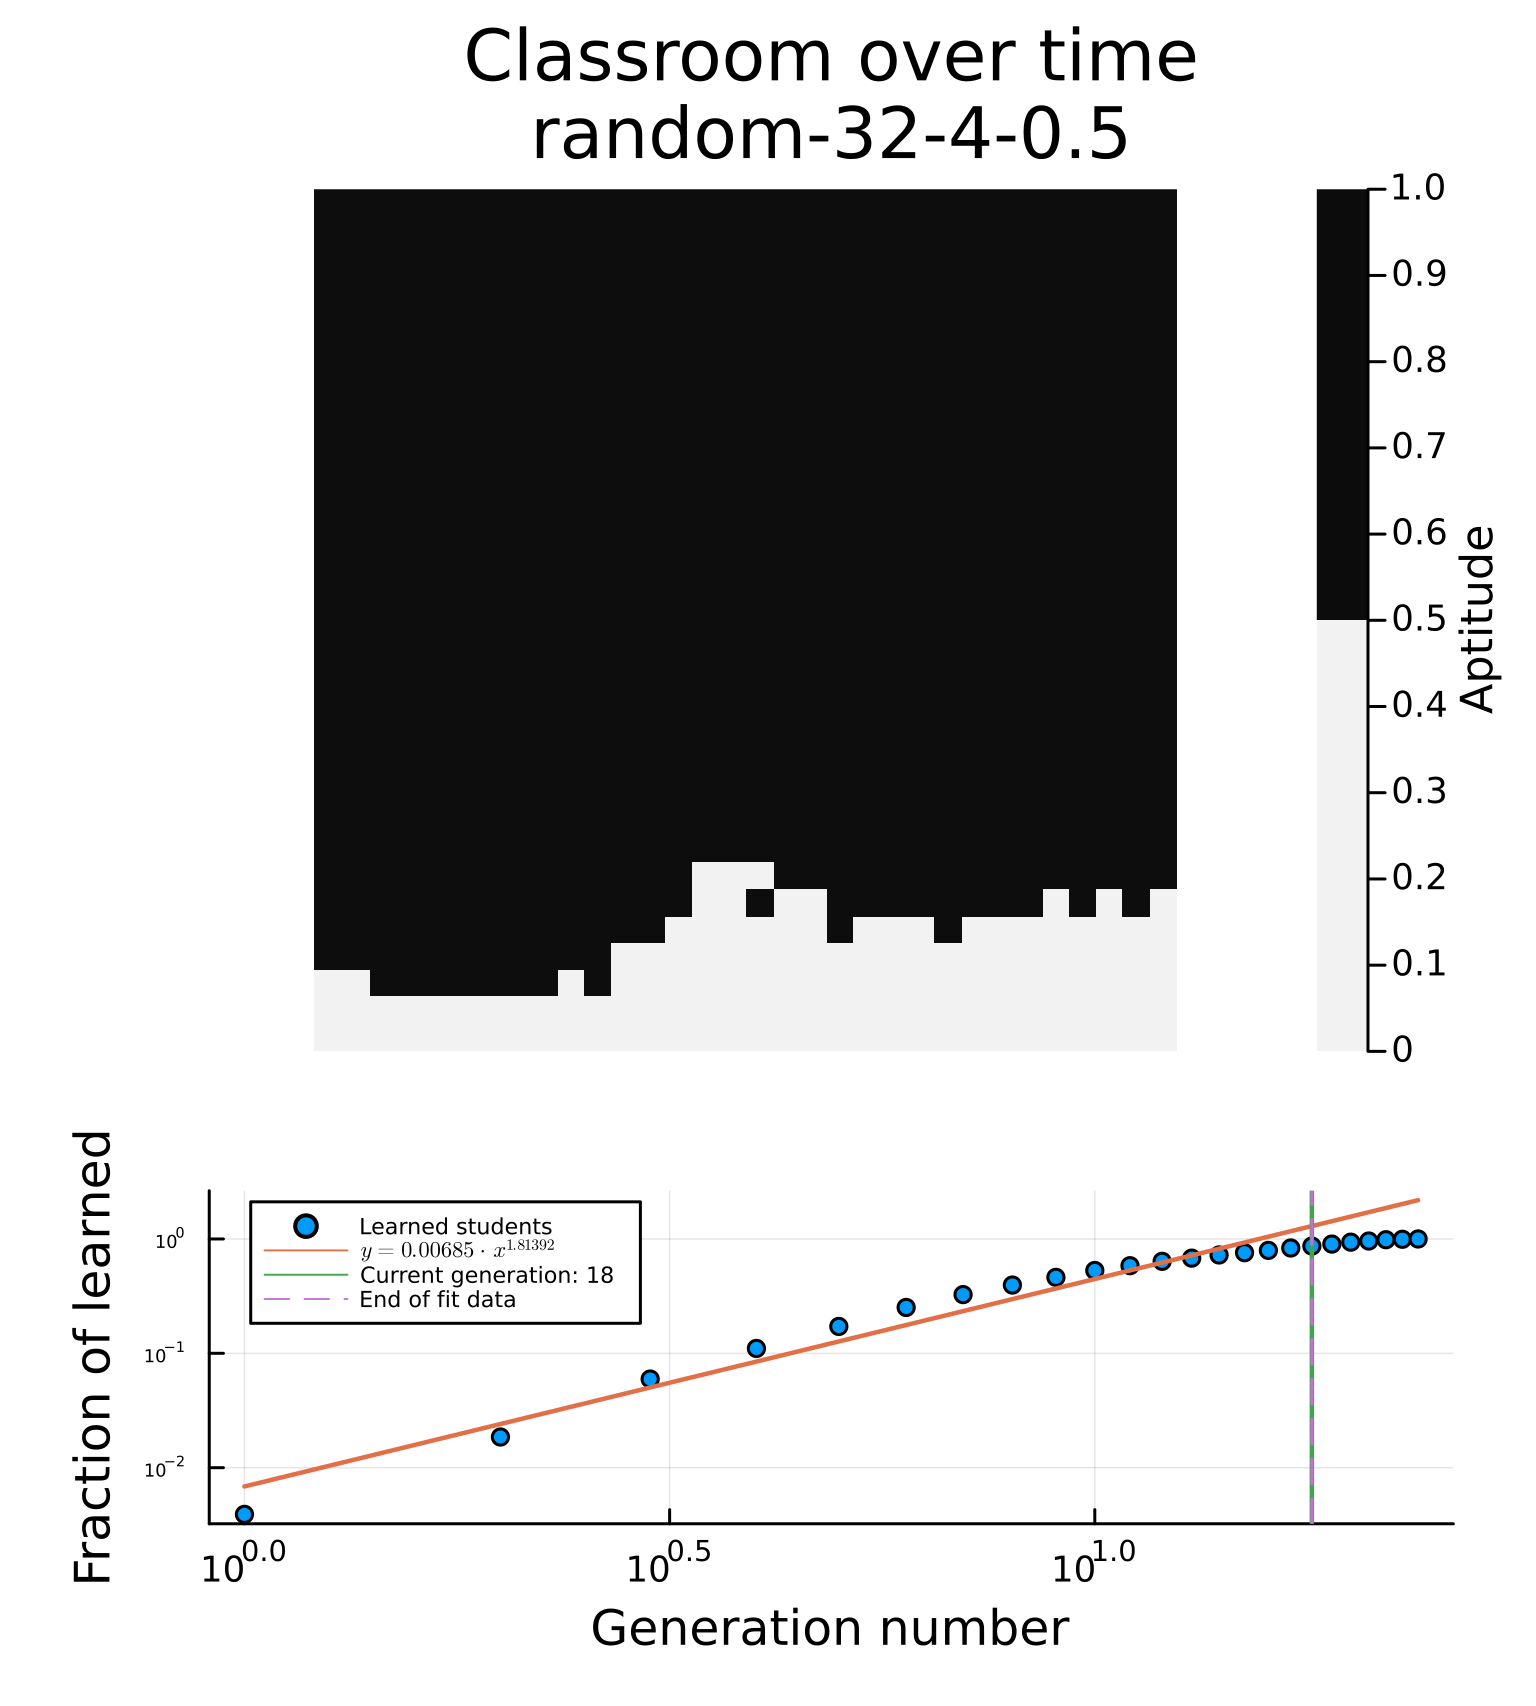 Classroom over time
random-32-4-0.5
1.0
0.9
0.8
0.7
0.6
0.5
0.4
0.3
0.2
0.1
0
Aptitude
Fraction of learned
10⁰
10⁻¹
10⁻²
Learned students
y = 0.00685 · x^1.81392
Current generation: 18
End of fit data
10^0.0
10^0.5
10^1.0
Generation number